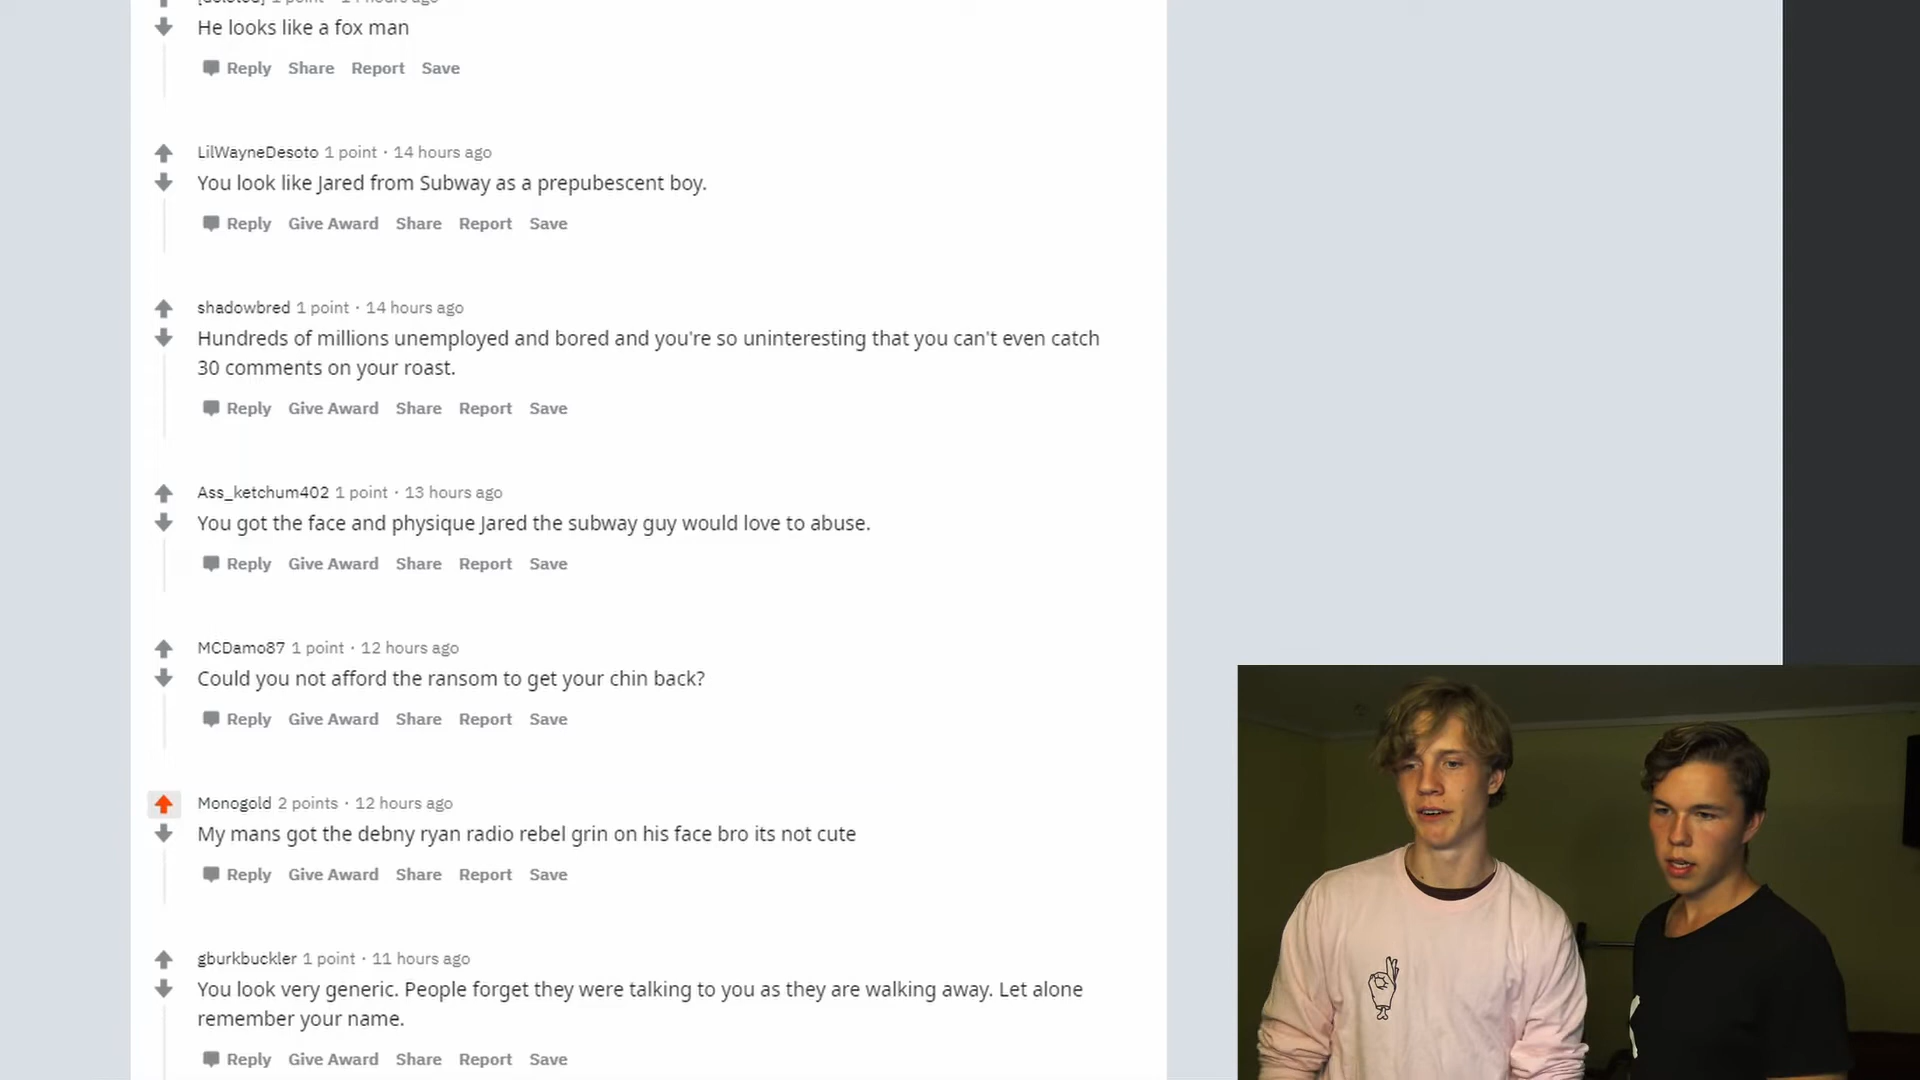 [deleted] 1 point · 14 hours ago
He looks like a fox man
Reply Share Report Save
LilWayneDesoto 1 point · 14 hours ago
You look like Jared from Subway as a prepubescent boy.
Reply Give Award Share Report Save
shadowbred 1 point · 14 hours ago
Hundreds of millions unemployed and bored and you're so uninteresting that you can't even catch
30 comments on your roast.
Reply Give Award Share Report Save
Ass_ketchum402 1 point · 13 hours ago
You got the face and physique Jared the subway guy would love to abuse.
Reply Give Award Share Report Save
MCDamo87 1 point · 12 hours ago
Could you not afford the ransom to get your chin back?
Reply Give Award Share Report Save
Monogold 2 points · 12 hours ago
My mans got the debny ryan radio rebel grin on his face bro its not cute
Reply Give Award Share Report Save
gburkbuckler 1 point · 11 hours ago
You look very generic. People forget they were talking to you as they are walking away. Let alone
remember your name.
Reply Give Award Share Report Save